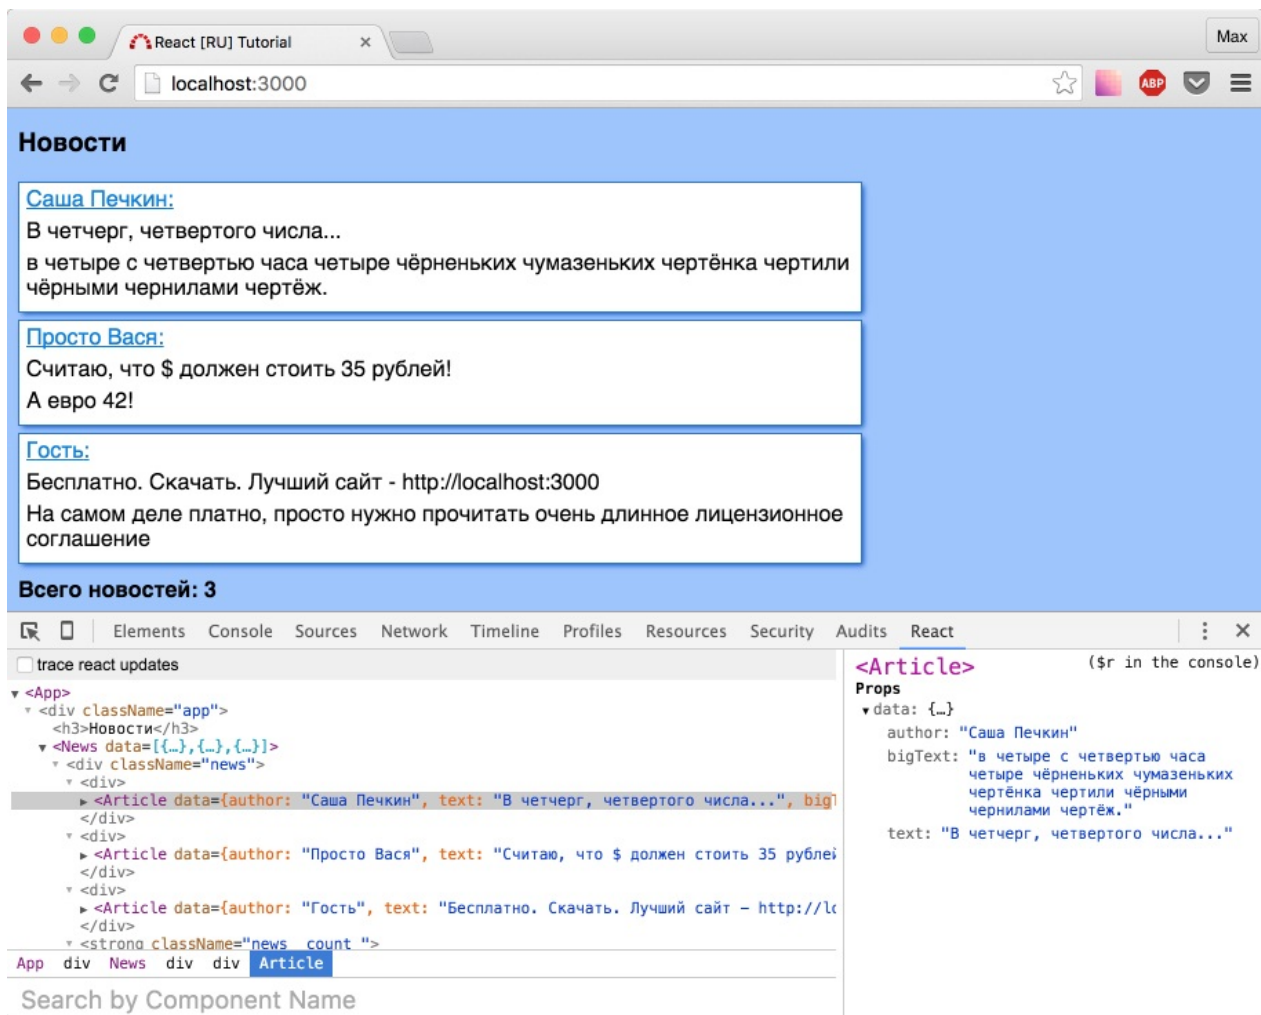 React [RU] Tutorial
Max
localhost:3000
ABP
Новости
Саша Печкин:
В четчерг, четвертого числа...
в четыре с четвертью часа четыре чёрненьких чумазеньких чертёнка чертили
чёрными чернилами чертёж.
Просто Вася:
Считаю, что $ должен стоить 35 рублей!
А евро 42!
Гость:
Бесплатно. Скачать. Лучший сайт - http://localhost:3000
На самом деле платно, просто нужно прочитать очень длинное лицензионное
соглашение
Всего новостей: 3
Elements Console Sources Network Timeline Profiles Resources Security Audits React
trace react updates
<App>
<div className="app">
<h3>Новости</h3>
<News data=[{…},{…},{…}]>
<div className="news">
<div>
<Article data={author: "Саша Печкин", text: "В четчерг, четвертого числа...", big
</div>
<div>
<Article data={author: "Просто Вася", text: "Считаю, что $ должен стоить 35 рублей
</div>
<div>
<Article data={author: "Гость", text: "Бесплатно. Скачать. Лучший сайт – http://lo
</div>
<strong className="news__count ">
App div News div div Article
Search by Component Name
<Article> ($r in the console)
Props
data: {…}
author: "Саша Печкин"
bigText: "в четыре с четвертью часа
четыре чёрненьких чумазеньких
чертёнка чертили чёрными
чернилами чертёж."
text: "В четчерг, четвертого числа..."